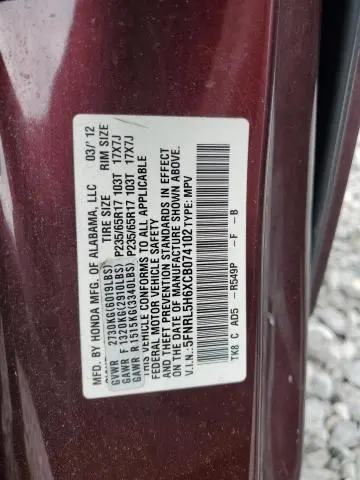 MFD. BY HONDA MFG. OF ALABAMA, LLC 03/'12
RIM SIZE
GVWR 2730KG(6019LBS)
GAWR F 1320KG(2910LBS) P235/65R17 103T 17X7J
GAWR R 1515KG(3340LBS) P235/65R17 103T 17X7J
THIS VEHICLE CONFORMS TO ALL APPLICABLE
FEDERAL MOTOR VEHICLE SAFETY,
AND THEFT PREVENTION STANDARDS IN EFFECT
ON THE DATE OF MANUFACTURE SHOWN ABOVE.
V.I.N.: 5FNRL5H6XCB074102 TYPE: MPV
TK8 C AD5 - R549P - F - B